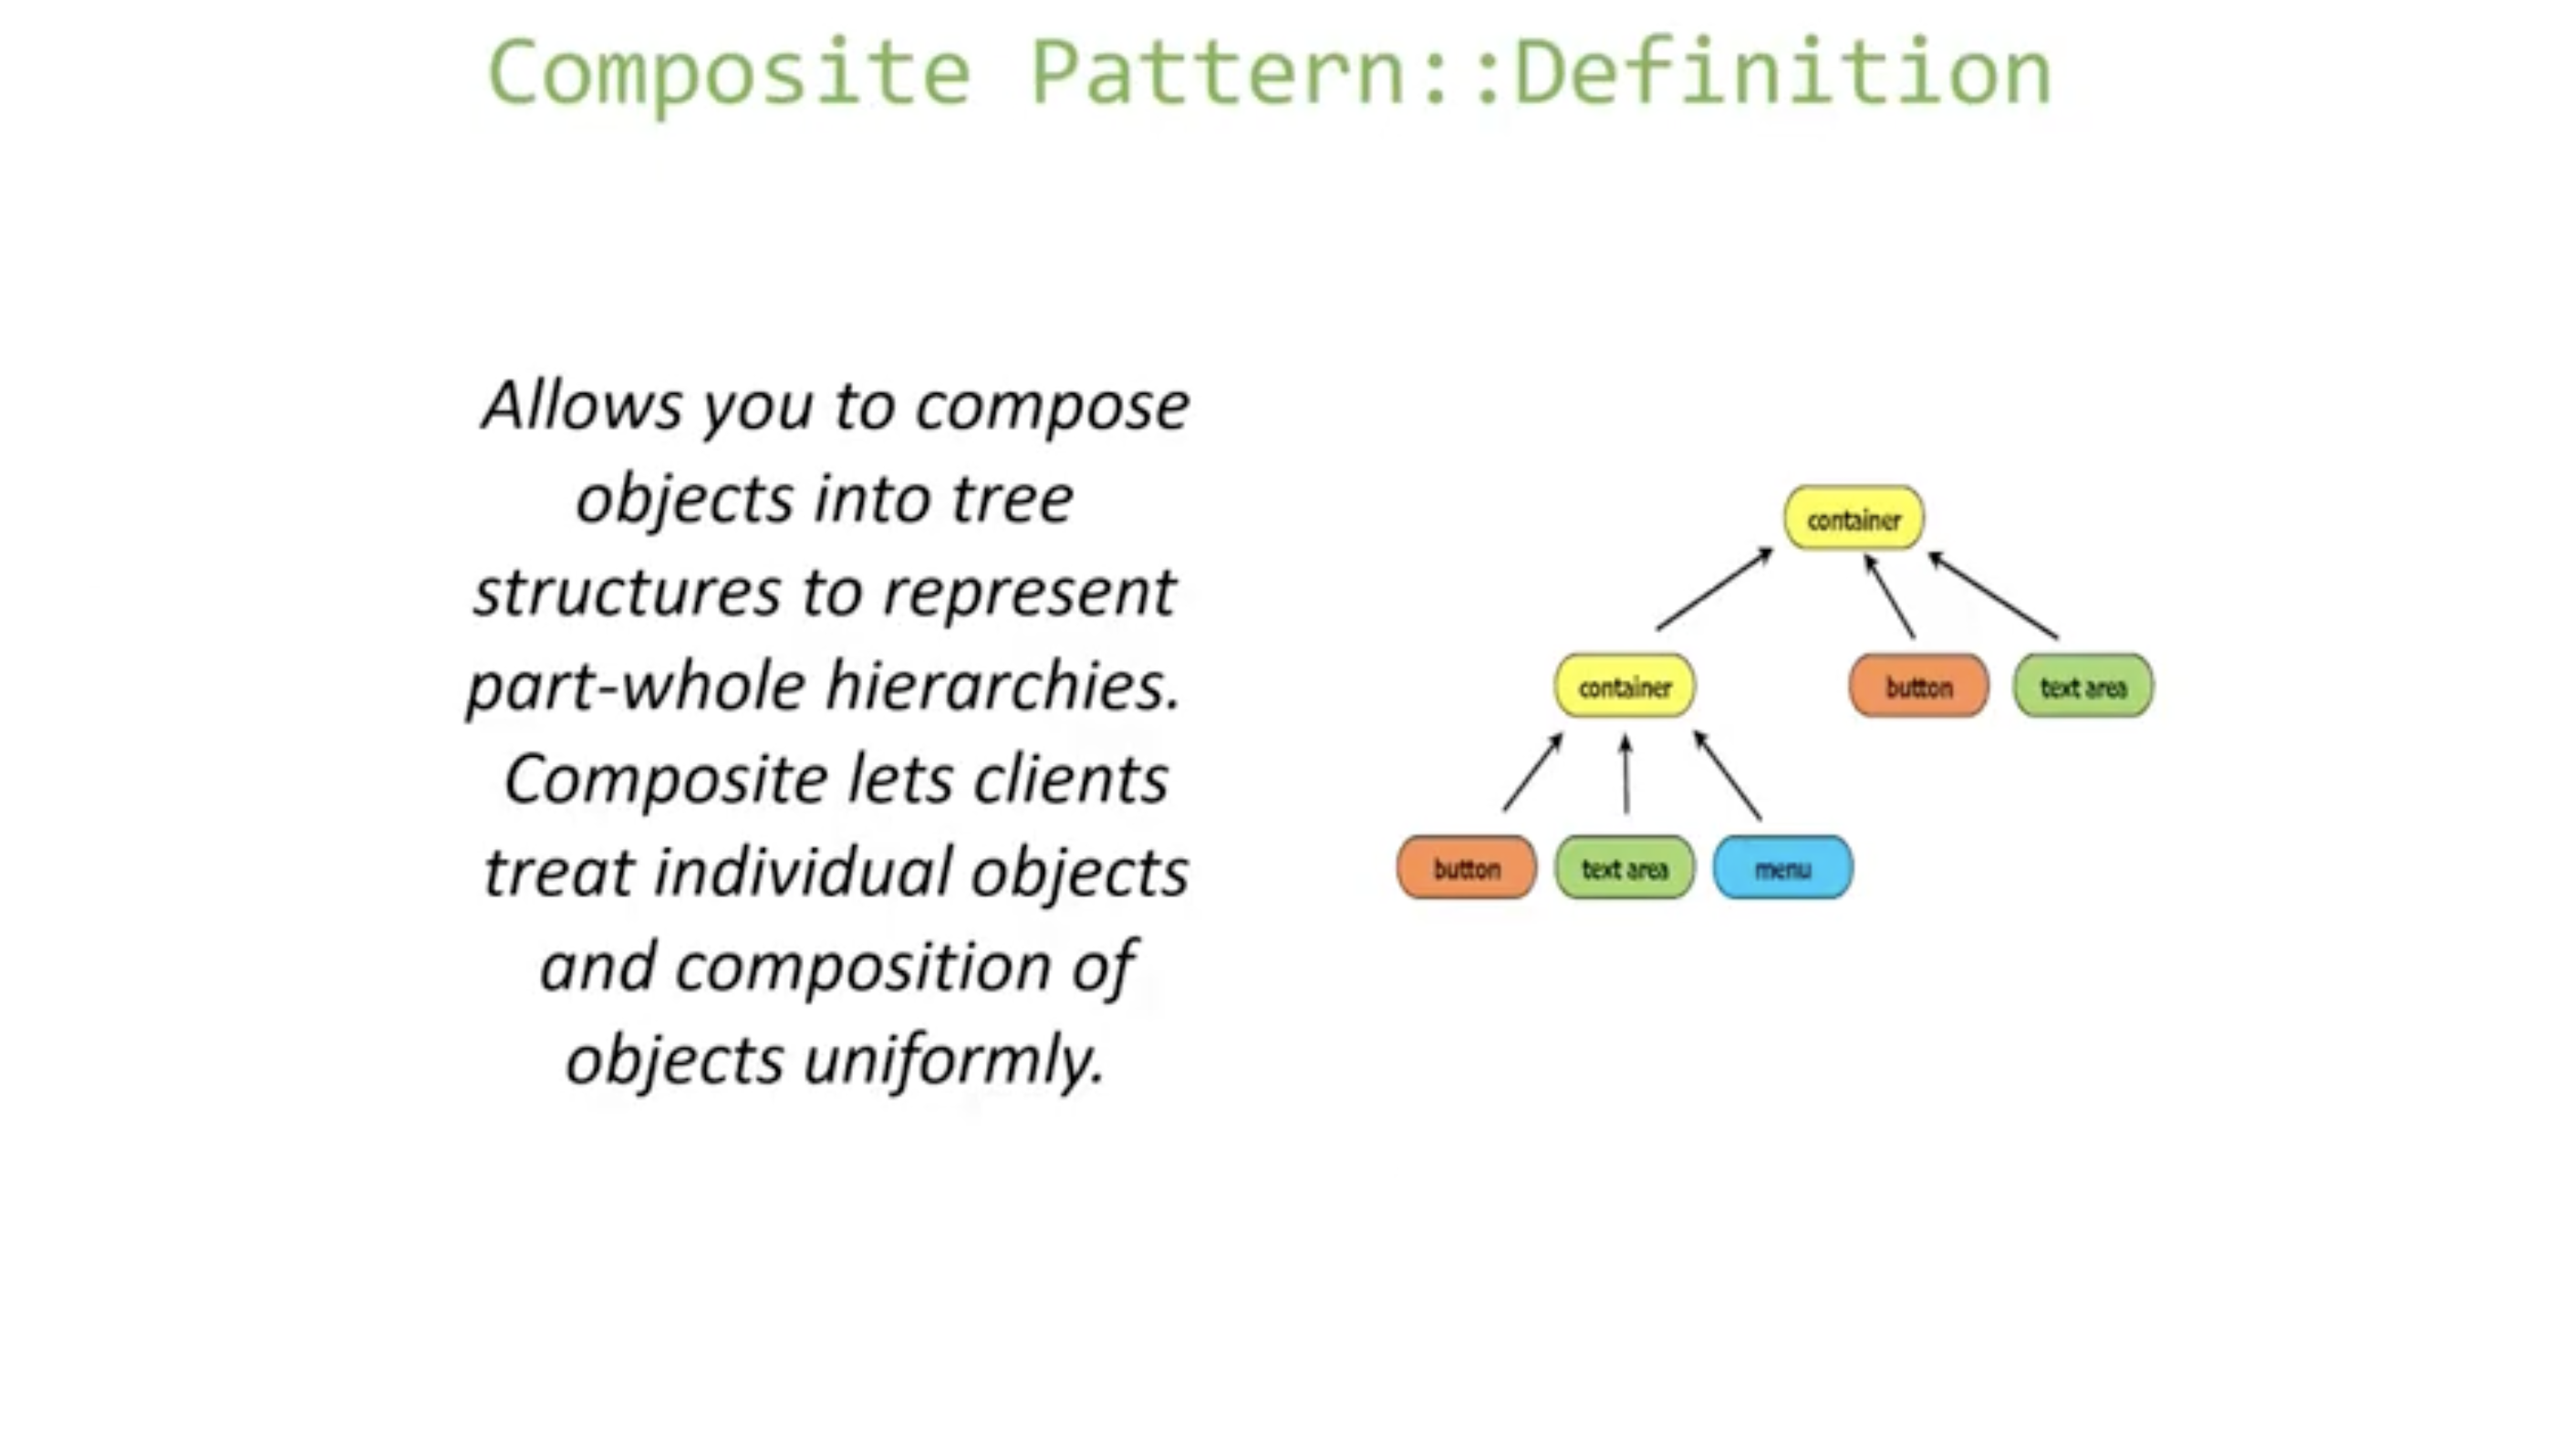 Composite Pattern::Definition
Allows you to compose
objects into tree
structures to represent
part-whole hierarchies.
Composite lets clients
treat individual objects
and composition of
objects uniformly.
container
container
button
text area
button
text area
menu